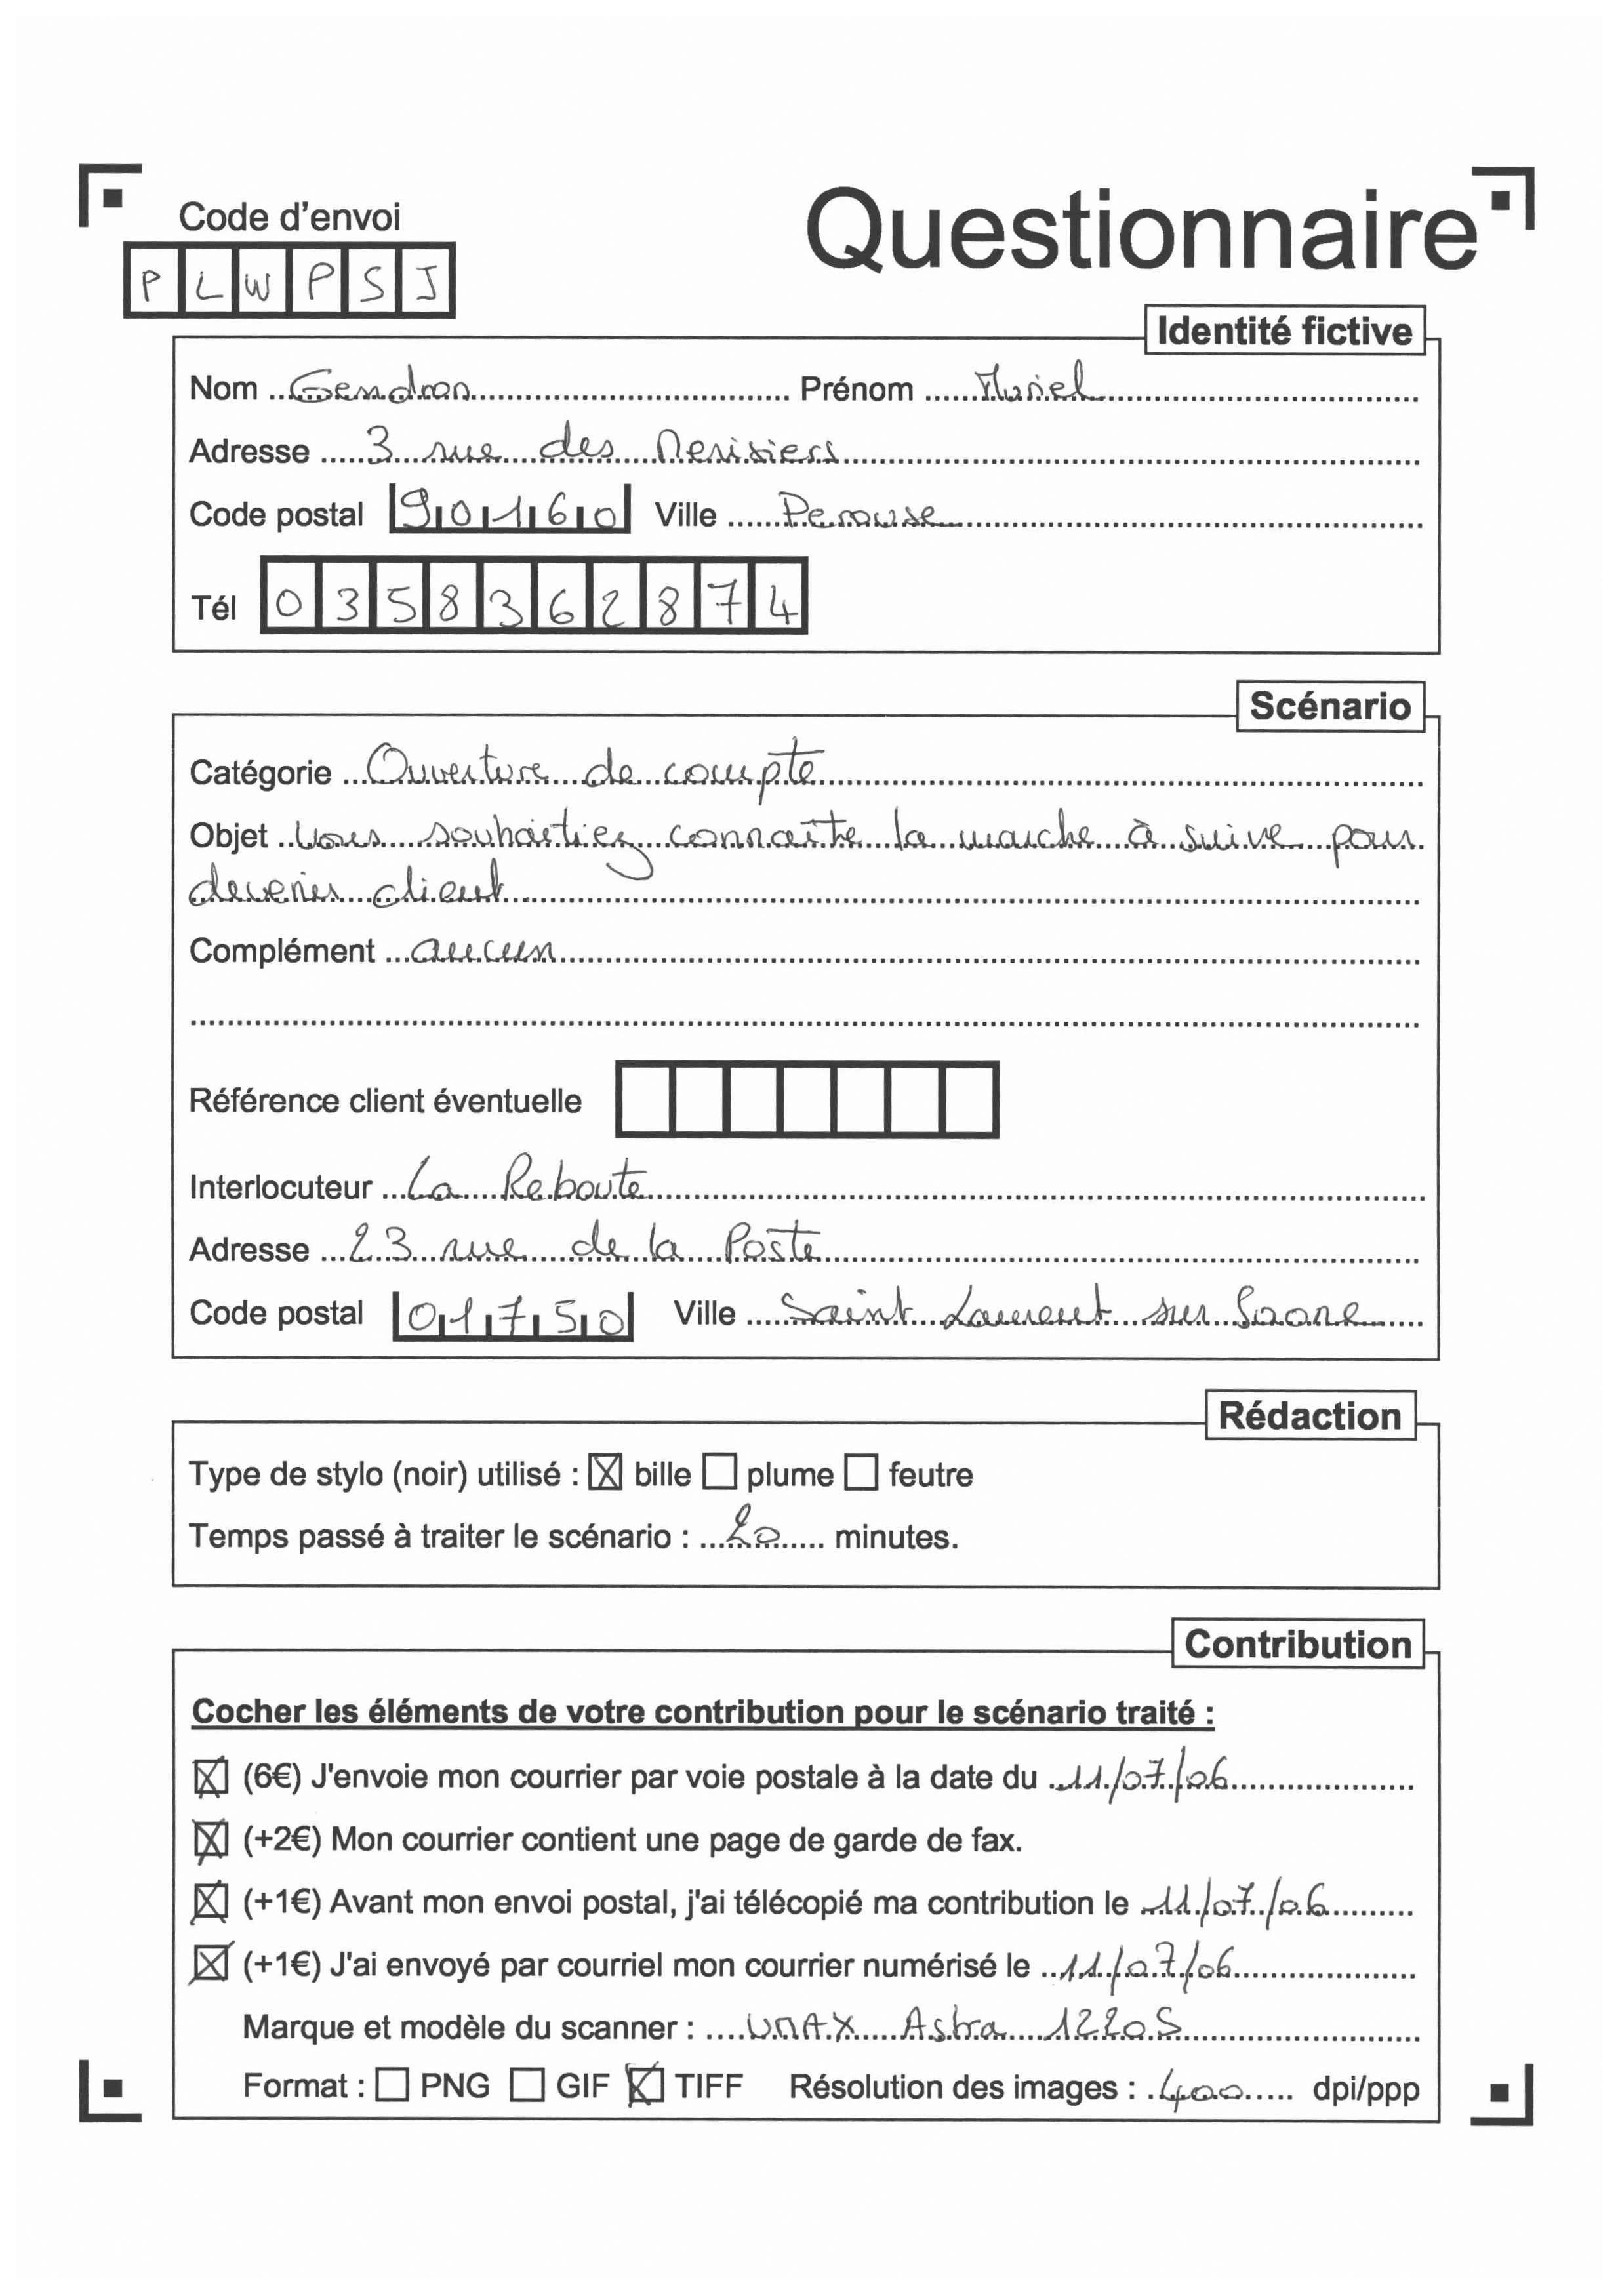 Code d'envoi
Questionnaire
P L W P S J
Identité fictive
Nom Gendron Prénom Muriel
Adresse 3 rue des Merisiers
Code postal 90160 Ville Perouse
Tél 0358362874
Scénario
Catégorie Ouverture de compte
Objet Vous souhaitiez connaître la marche à suivre pour
devenir client
Complément aucun
Référence client éventuelle
Interlocuteur La Reboute
Adresse 23 rue de la Poste
Code postal 01750 Ville Saint Laurent sur Saone
Rédaction
Type de stylo (noir) utilisé : ☒ bille ☐ plume ☐ feutre
Temps passé à traiter le scénario : 20 minutes.
Contribution
Cocher les éléments de votre contribution pour le scénario traité :
☒ (6€) J'envoie mon courrier par voie postale à la date du 11/07/06
☒ (+2€) Mon courrier contient une page de garde de fax.
☒ (+1€) Avant mon envoi postal, j'ai télécopié ma contribution le 11/07/06
☒ (+1€) J'ai envoyé par courriel mon courrier numérisé le 11/07/06
Marque et modèle du scanner : UMAX Astra 1220S
Format : ☐ PNG ☐ GIF ☒ TIFF Résolution des images : 400 dpi/ppp